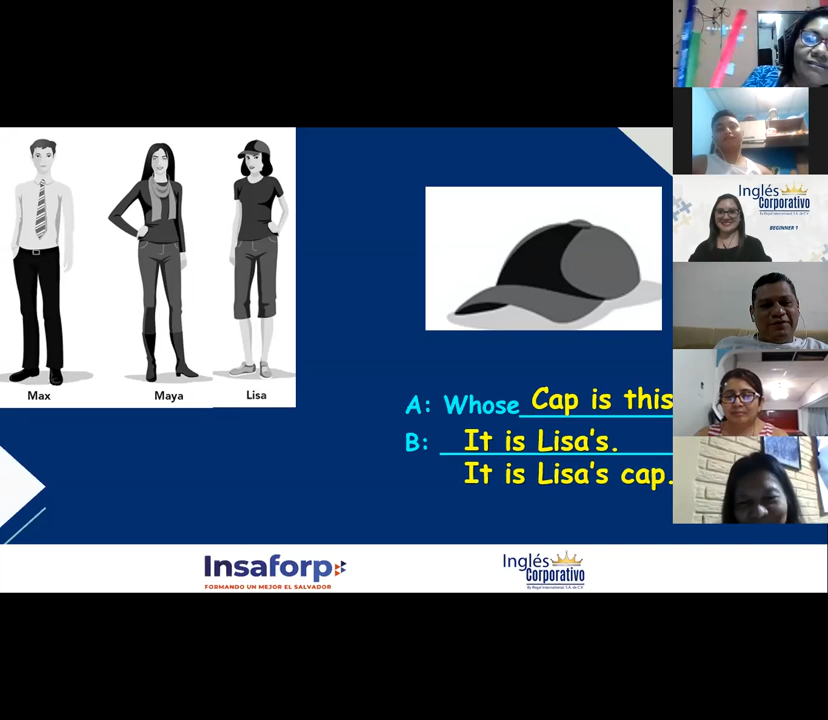 Max
Maya
Lisa
A: Whose Cap is this
B: It is Lisa's.
It is Lisa's cap.
Insaforp
FORMANDO UN MEJOR EL SALVADOR
Inglés
Corporativo
Inglés
Corporativo
BEGINNER 1